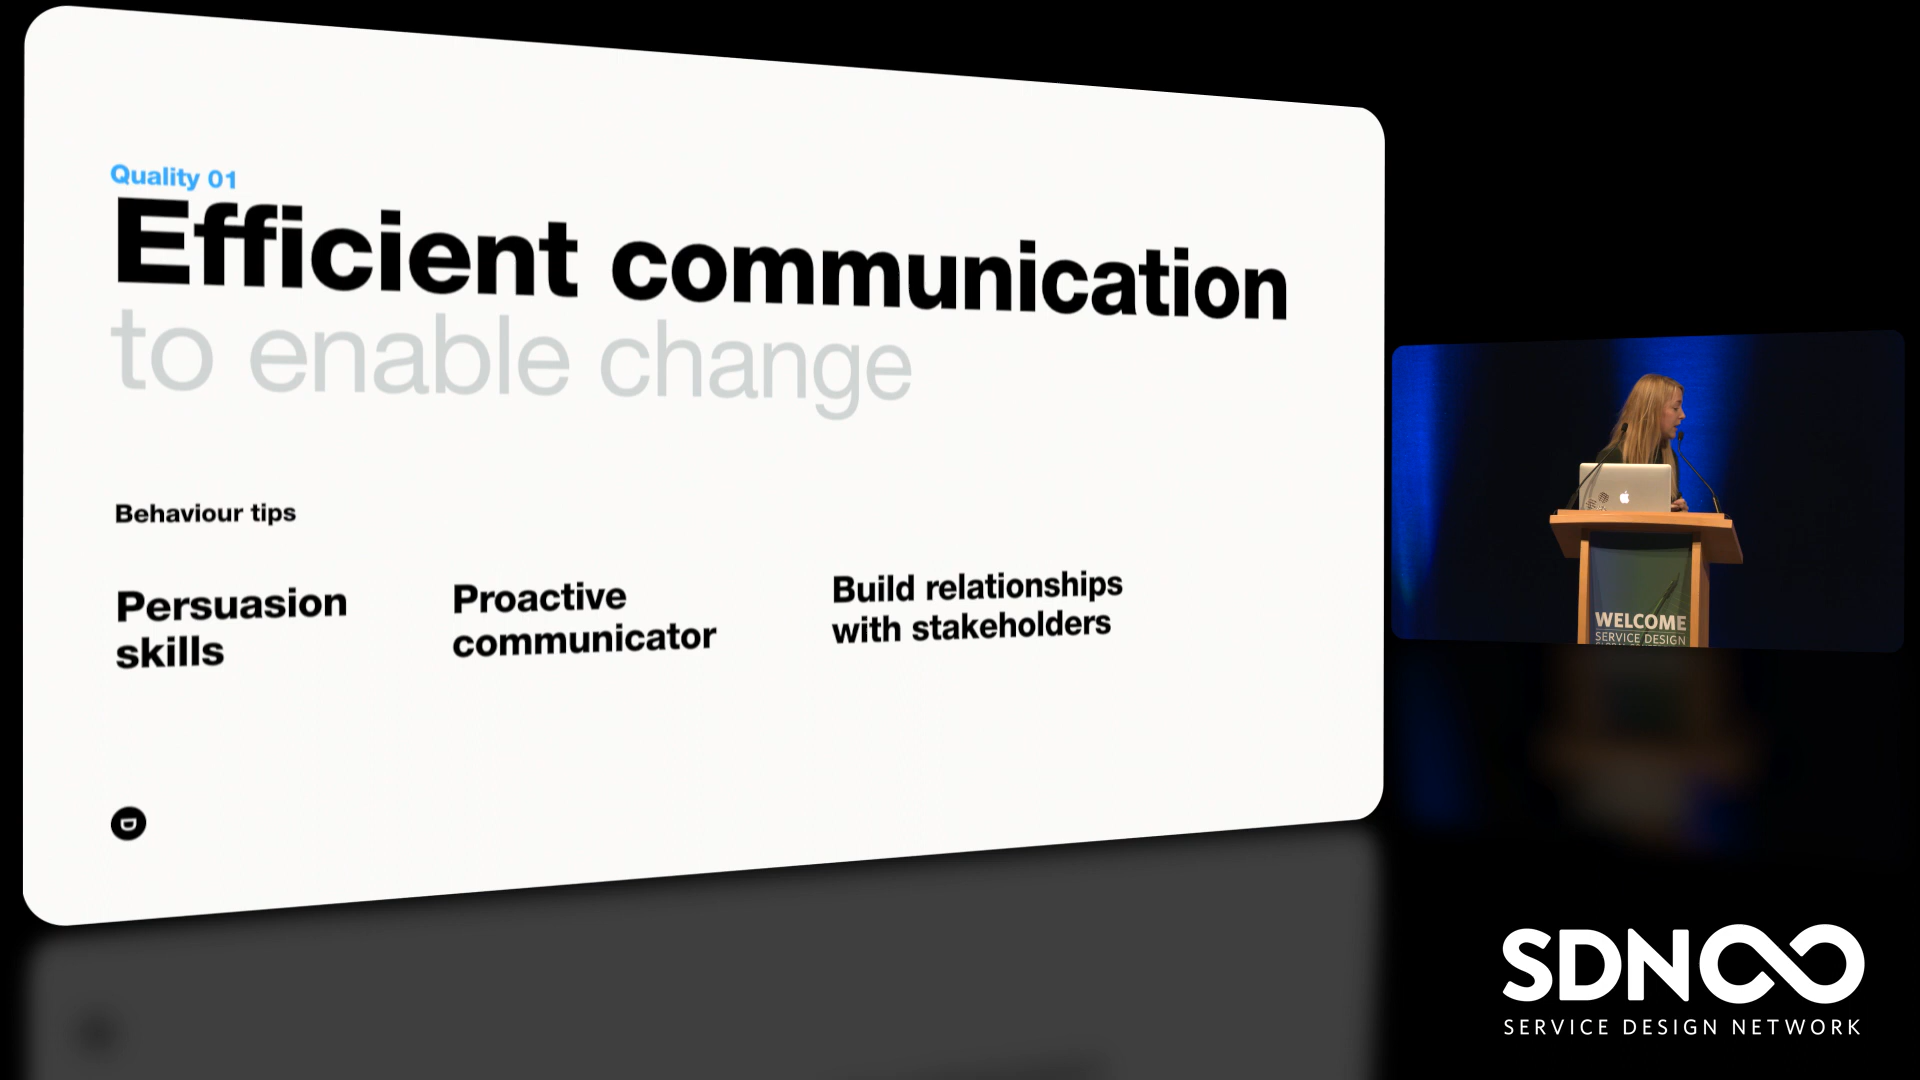 Quality 01
Efficient communication
to enable change
Behaviour tips
Persuasion
skills
Proactive
communicator
Build relationships
with stakeholders
D
WELCOME
SERVICE DESIGN
SDN
SERVICE DESIGN NETWORK